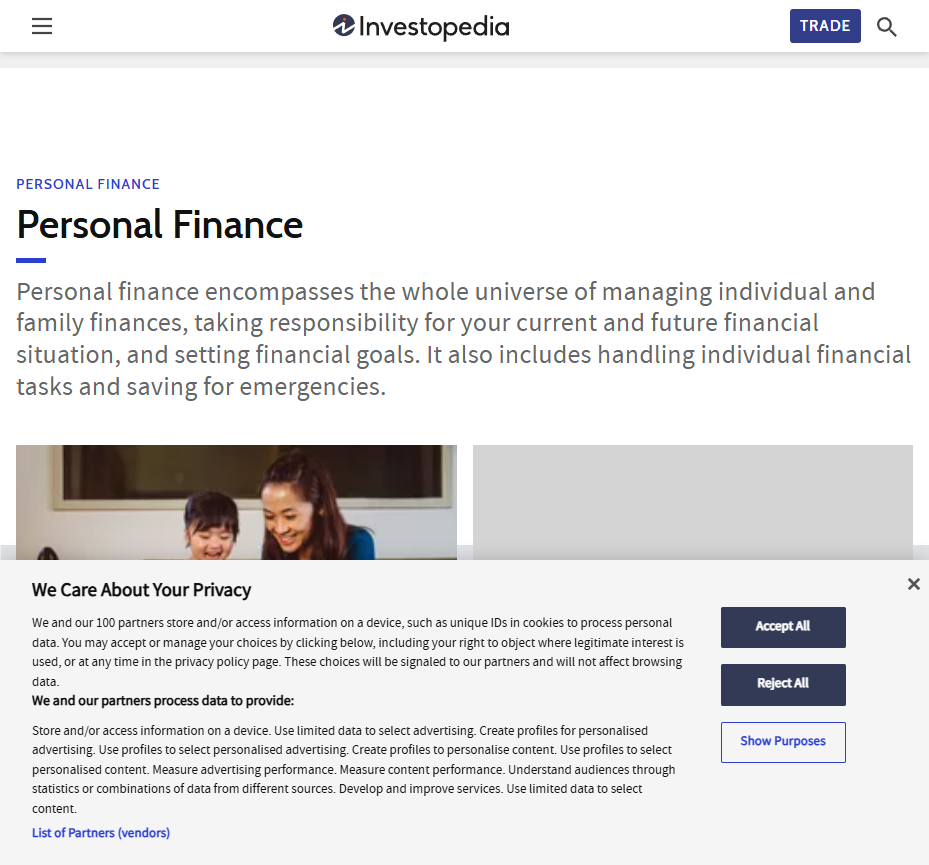 Investopedia
TRADE
PERSONAL FINANCE
Personal Finance
Personal finance encompasses the whole universe of managing individual and
family finances, taking responsibility for your current and future financial
situation, and setting financial goals. It also includes handling individual financial
tasks and saving for emergencies.
We Care About Your Privacy
We and our 100 partners store and/or access information on a device, such as unique IDs in cookies to process personal
data. You may accept or manage your choices by clicking below, including your right to object where legitimate interest is
used, or at any time in the privacy policy page. These choices will be signaled to our partners and will not affect browsing
data.
We and our partners process data to provide:
Store and/or access information on a device. Use limited data to select advertising. Create profiles for personalised
advertising. Use profiles to select personalised advertising. Create profiles to personalise content. Use profiles to select
personalised content. Measure advertising performance. Measure content performance. Understand audiences through
statistics or combinations of data from different sources. Develop and improve services. Use limited data to select
content.
List of Partners (vendors)
Accept All
Reject All
Show Purposes